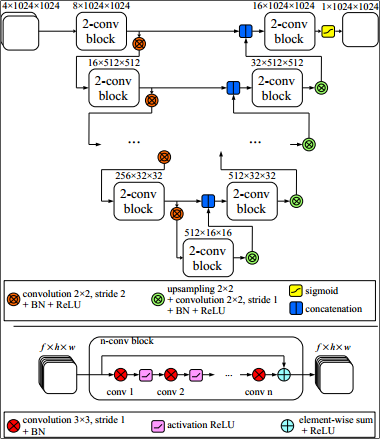 4×1024×1024
8×1024×1024
16×1024×1024
1×1024×1024
2-conv
block
2-conv
block
16×512×512
32×512×512
2-conv
block
2-conv
block
...
...
256×32×32
512×32×32
2-conv
block
2-conv
block
512×16×16
2-conv
block
convolution 2×2, stride 2
+ BN + ReLU
upsampling 2×2
+ convolution 2×2, stride 1
+ BN + ReLU
sigmoid
concatenation
f×h×w
n-conv block
f×h×w
...
conv 1
conv 2
conv n
convolution 3×3, stride 1
+ BN
activation ReLU
element-wise sum
+ ReLU